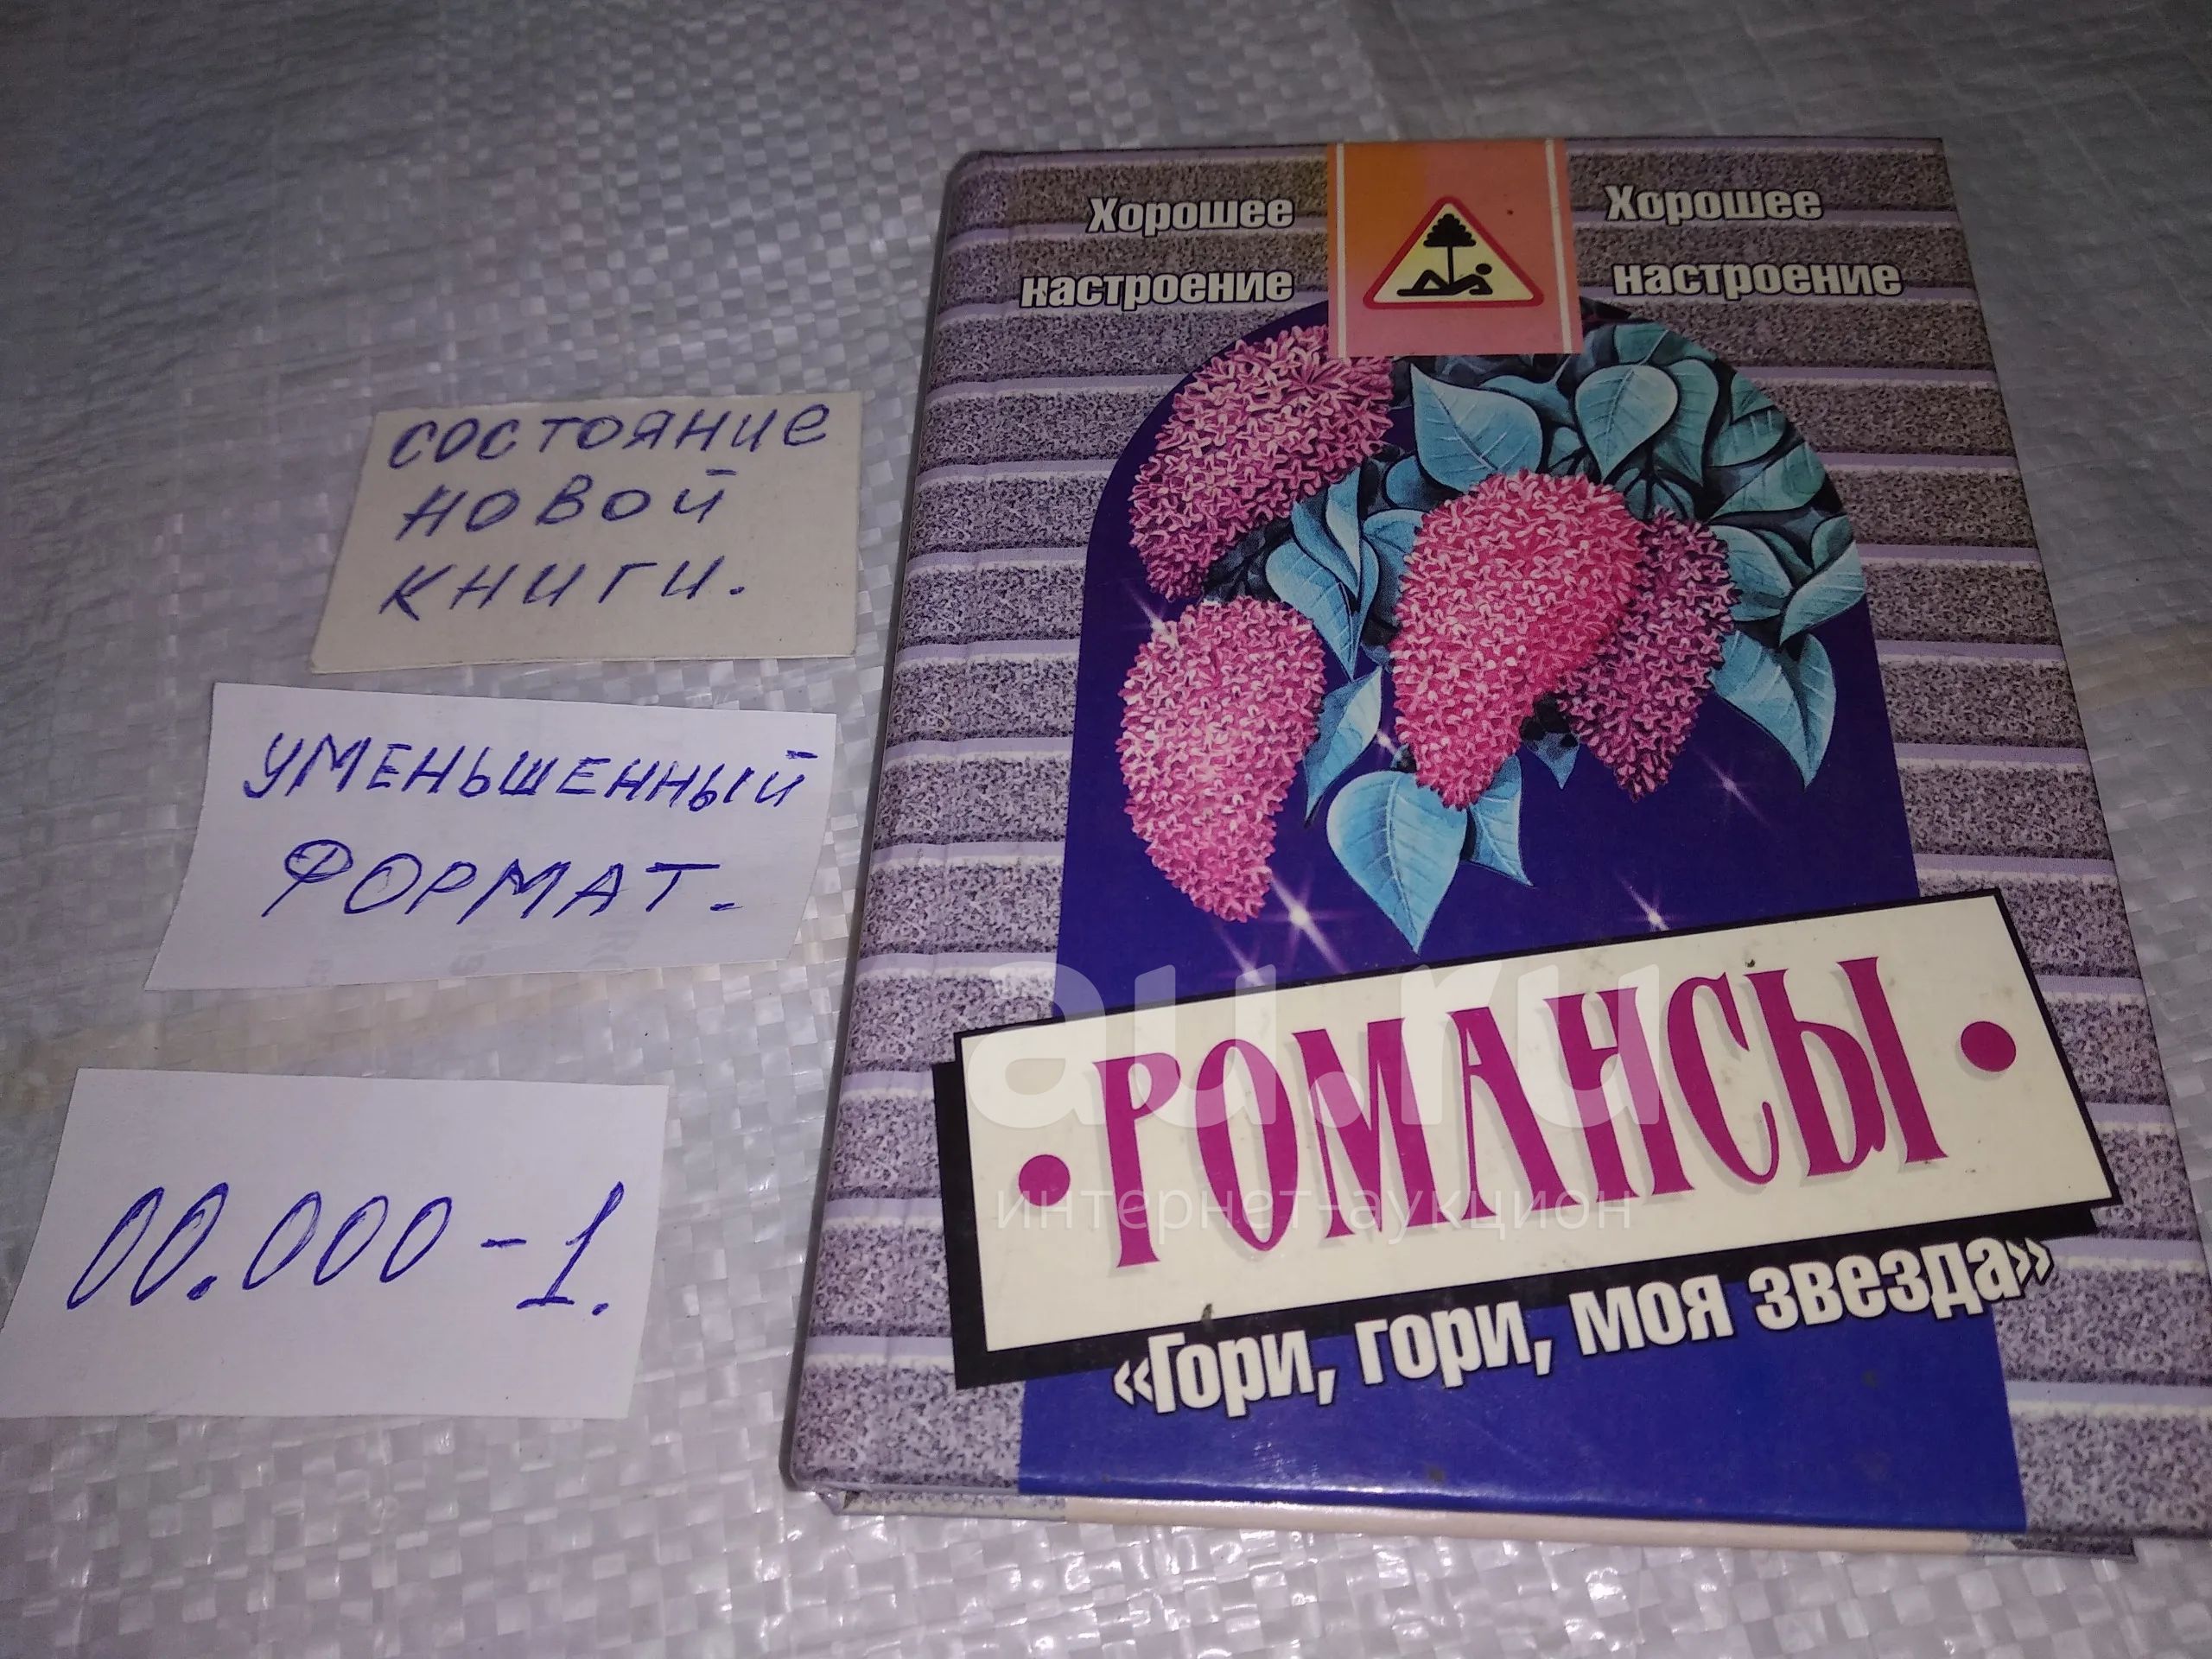 состояние
новой
книги.
уменьшенный
формат.
00.000-1.
Хорошее
настроение
Хорошее
настроение
•РОМАНСЫ•
«Гори, гори, моя звезда»
au.ru
интернет-аукцион